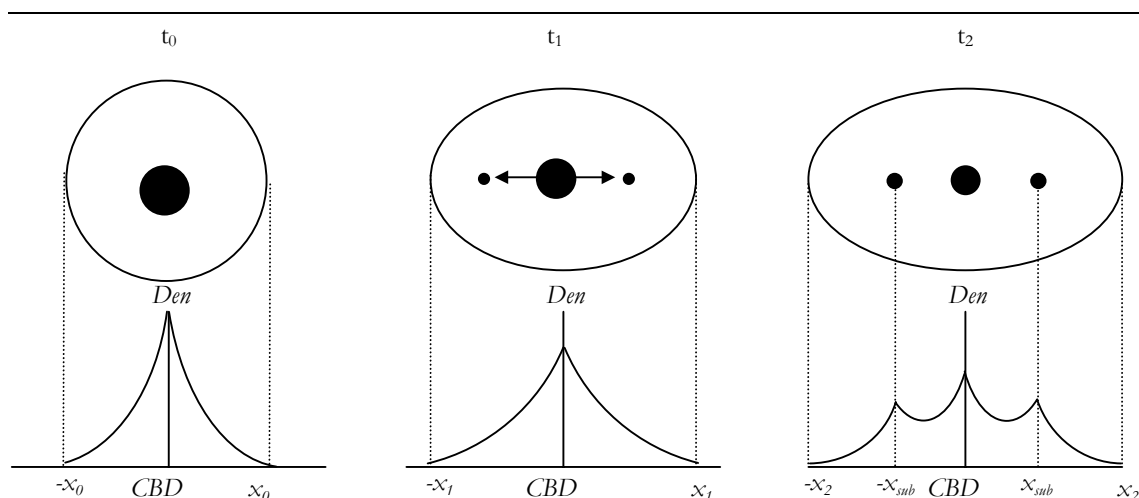 t₀ t₁ t₂
Den Den Den
-x₀ CBD x₀ -x₁ CBD x₁ -x₂ -xₛᵤb CBD xₛᵤb x₂